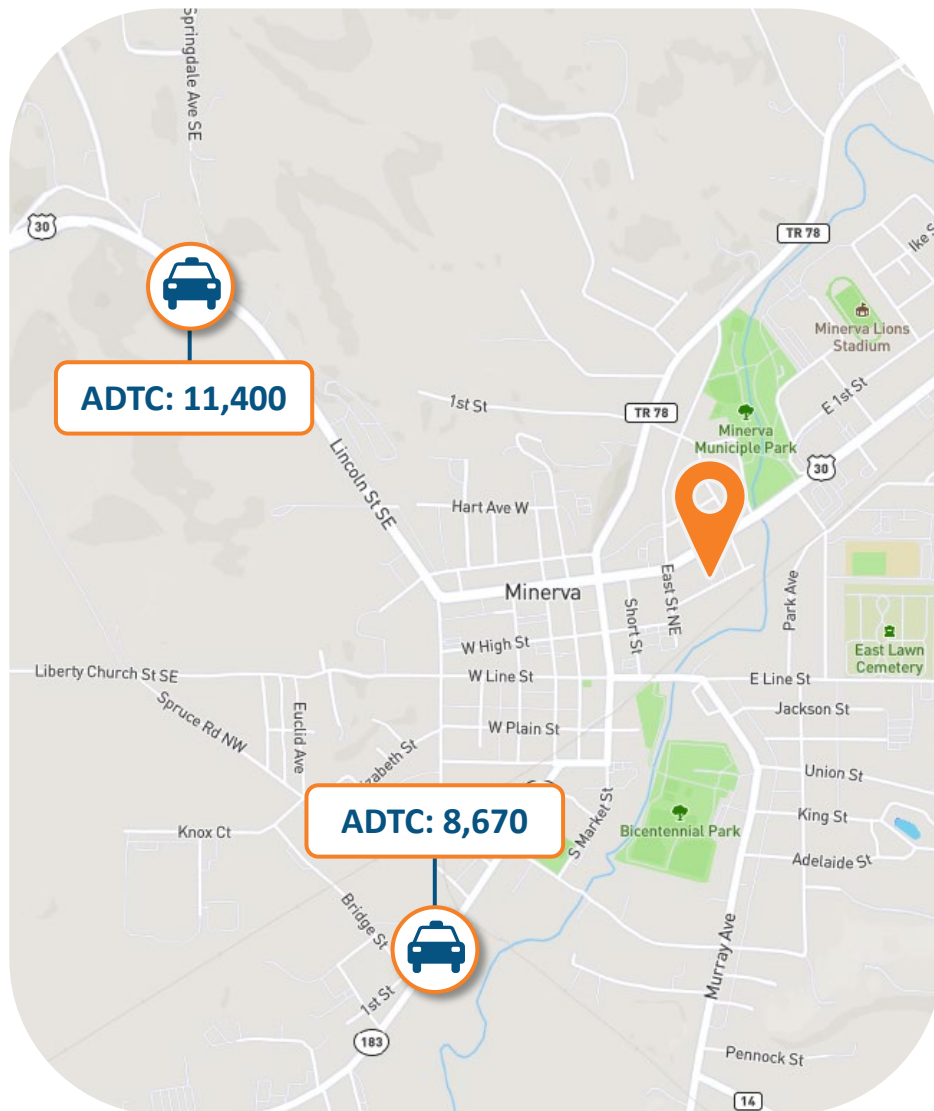 Springdale Ave SE
30
TR 78
Ike S
Minerva Lions
Stadium
ADTC: 11,400
1st St
TR 78
E 1st St
Minerva
Municiple Park
30
Lincoln St SE
Hart Ave W
Minerva
East St NE
Short St
Park Ave
W High St
East Lawn
Cemetery
Liberty Church St SE
W Line St
E Line St
Spruce Rd NW
Euclid Ave
Jackson St
W Plain St
zabeth St
Union St
ADTC: 8,670
S Market St
King St
Knox Ct
Bicentennial Park
Adelaide St
Bridge St
Murray Ave
1st St
183
Pennock St
14